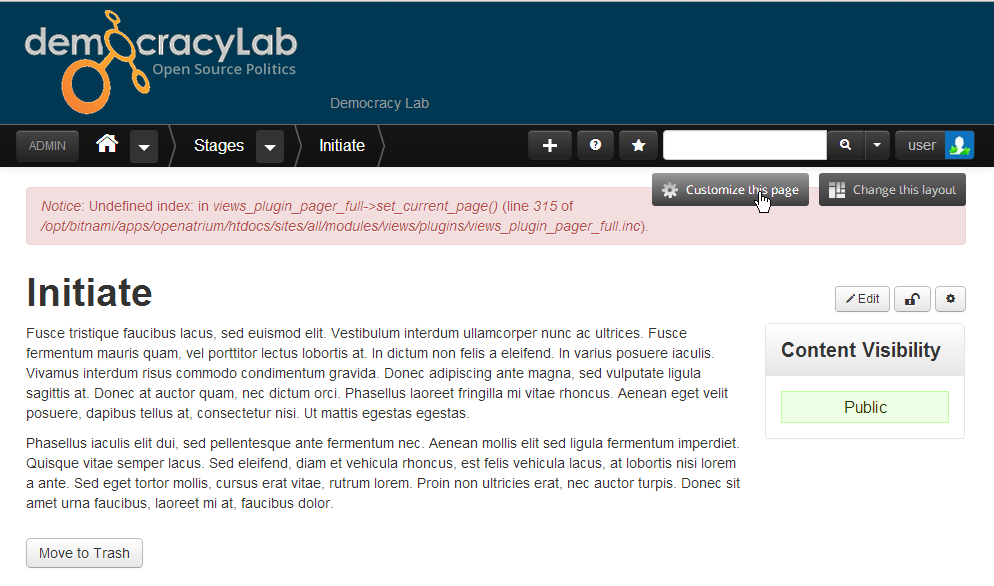 democracyLab
Open Source Politics
Democracy Lab
ADMIN
Stages
Initiate
user
Customize this page
Change this layout
Notice: Undefined index: in views_plugin_pager_full->set_current_page() (line 315 of
/opt/bitnami/apps/openatrium/htdocs/sites/all/modules/views/plugins/views_plugin_pager_full.inc).
Initiate
Edit
Fusce tristique faucibus lacus, sed euismod elit. Vestibulum interdum ullamcorper nunc ac ultrices. Fusce
fermentum mauris quam, vel porttitor lectus lobortis at. In dictum non felis a eleifend. In varius posuere iaculis.
Vivamus interdum risus commodo condimentum gravida. Donec adipiscing ante magna, sed vulputate ligula
sagittis at. Donec at auctor quam, nec dictum orci. Phasellus laoreet fringilla mi vitae rhoncus. Aenean eget velit
posuere, dapibus tellus at, consectetur nisi. Ut mattis egestas egestas.
Phasellus iaculis elit dui, sed pellentesque ante fermentum nec. Aenean mollis elit sed ligula fermentum imperdiet.
Quisque vitae semper lacus. Sed eleifend, diam et vehicula rhoncus, est felis vehicula lacus, at lobortis nisi lorem
a ante. Sed eget tortor mollis, cursus erat vitae, rutrum lorem. Proin non ultricies erat, nec auctor turpis. Donec sit
amet urna faucibus, laoreet mi at, faucibus dolor.
Content Visibility
Public
Move to Trash